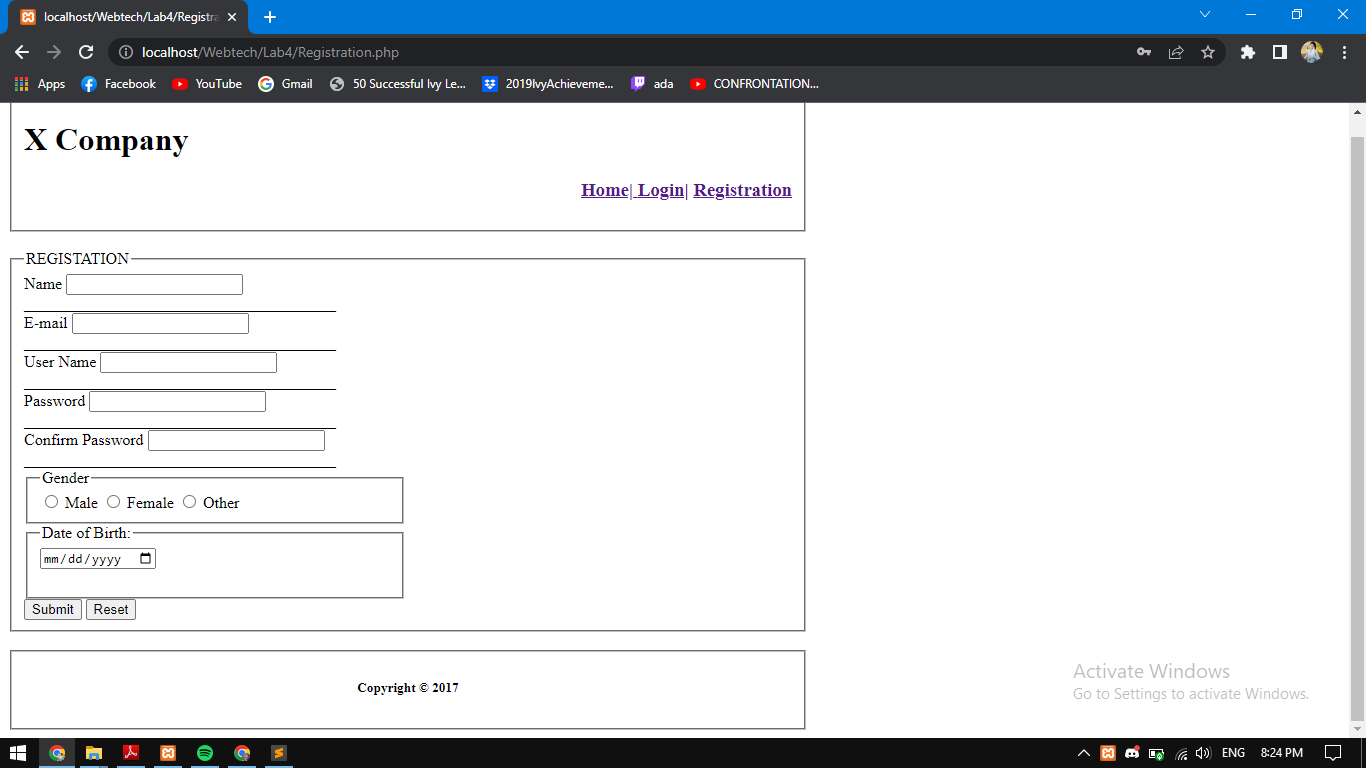 localhost/Webtech/Lab4/Registra
localhost/Webtech/Lab4/Registration.php
Apps Facebook YouTube Gmail 50 Successful Ivy Le... 2019IvyAchieveme... ada CONFRONTATION...
X Company
Home| Login| Registration
REGISTATION
Name
E-mail
User Name
Password
Confirm Password
Gender
Male Female Other
Date of Birth:
mm/dd/yyyy
Submit Reset
Copyright © 2017
Activate Windows
Go to Settings to activate Windows.
ENG 8:24 PM